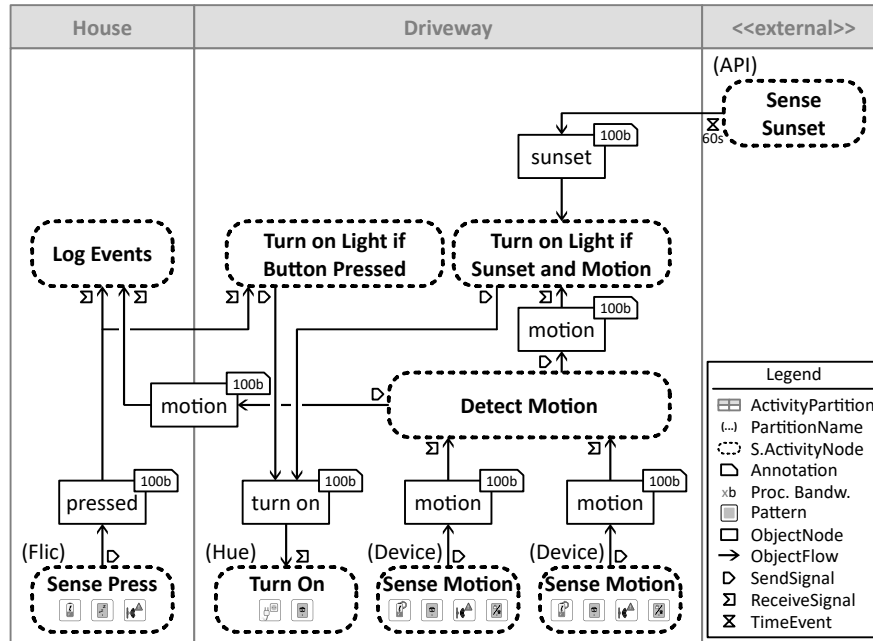 House
Driveway
<<external>>
(API)
Sense
Sunset
60s
100b
sunset
Log Events
Turn on Light if
Button Pressed
Turn on Light if
Sunset and Motion
100b
motion
100b
motion
Detect Motion
100b
pressed
100b
turn on
100b
motion
100b
motion
(Flic)
Sense Press
(Hue)
Turn On
(Device)
Sense Motion
(Device)
Sense Motion
Legend
ActivityPartition
(...) PartitionName
S.ActivityNode
Annotation
xb Proc. Bandw.
Pattern
ObjectNode
ObjectFlow
SendSignal
ReceiveSignal
TimeEvent